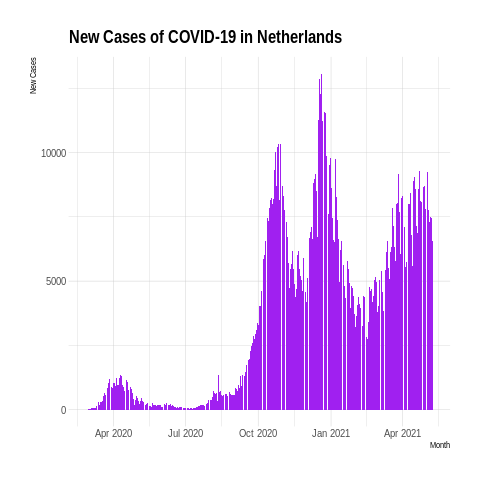 New Cases of COVID-19 in Netherlands
New Cases
10000
5000
0
Apr 2020 Jul 2020 Oct 2020 Jan 2021 Apr 2021
Month